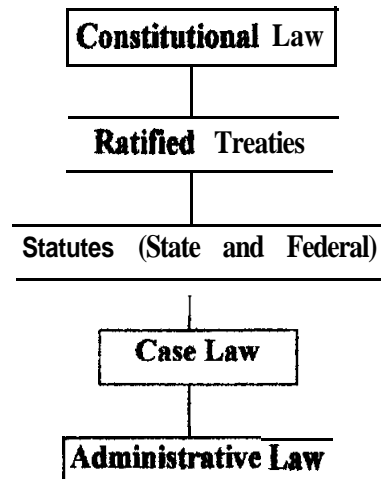 Constitutional Law
Ratified Treaties
Statutes (State and Federal)
Case Law
Administrative Law